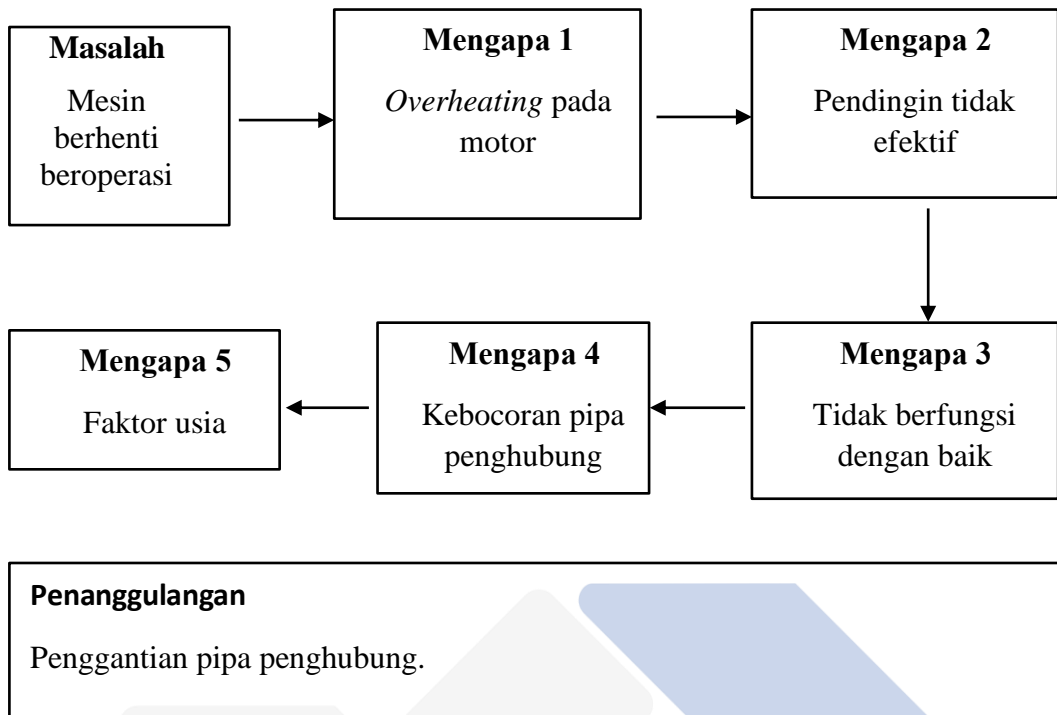 Masalah
Mesin
berhenti
beroperasi
Mengapa 1
Overheating pada
motor
Mengapa 2
Pendingin tidak
efektif
Mengapa 3
Tidak berfungsi
dengan baik
Mengapa 4
Kebocoran pipa
penghubung
Mengapa 5
Faktor usia
Penanggulangan
Penggantian pipa penghubung.